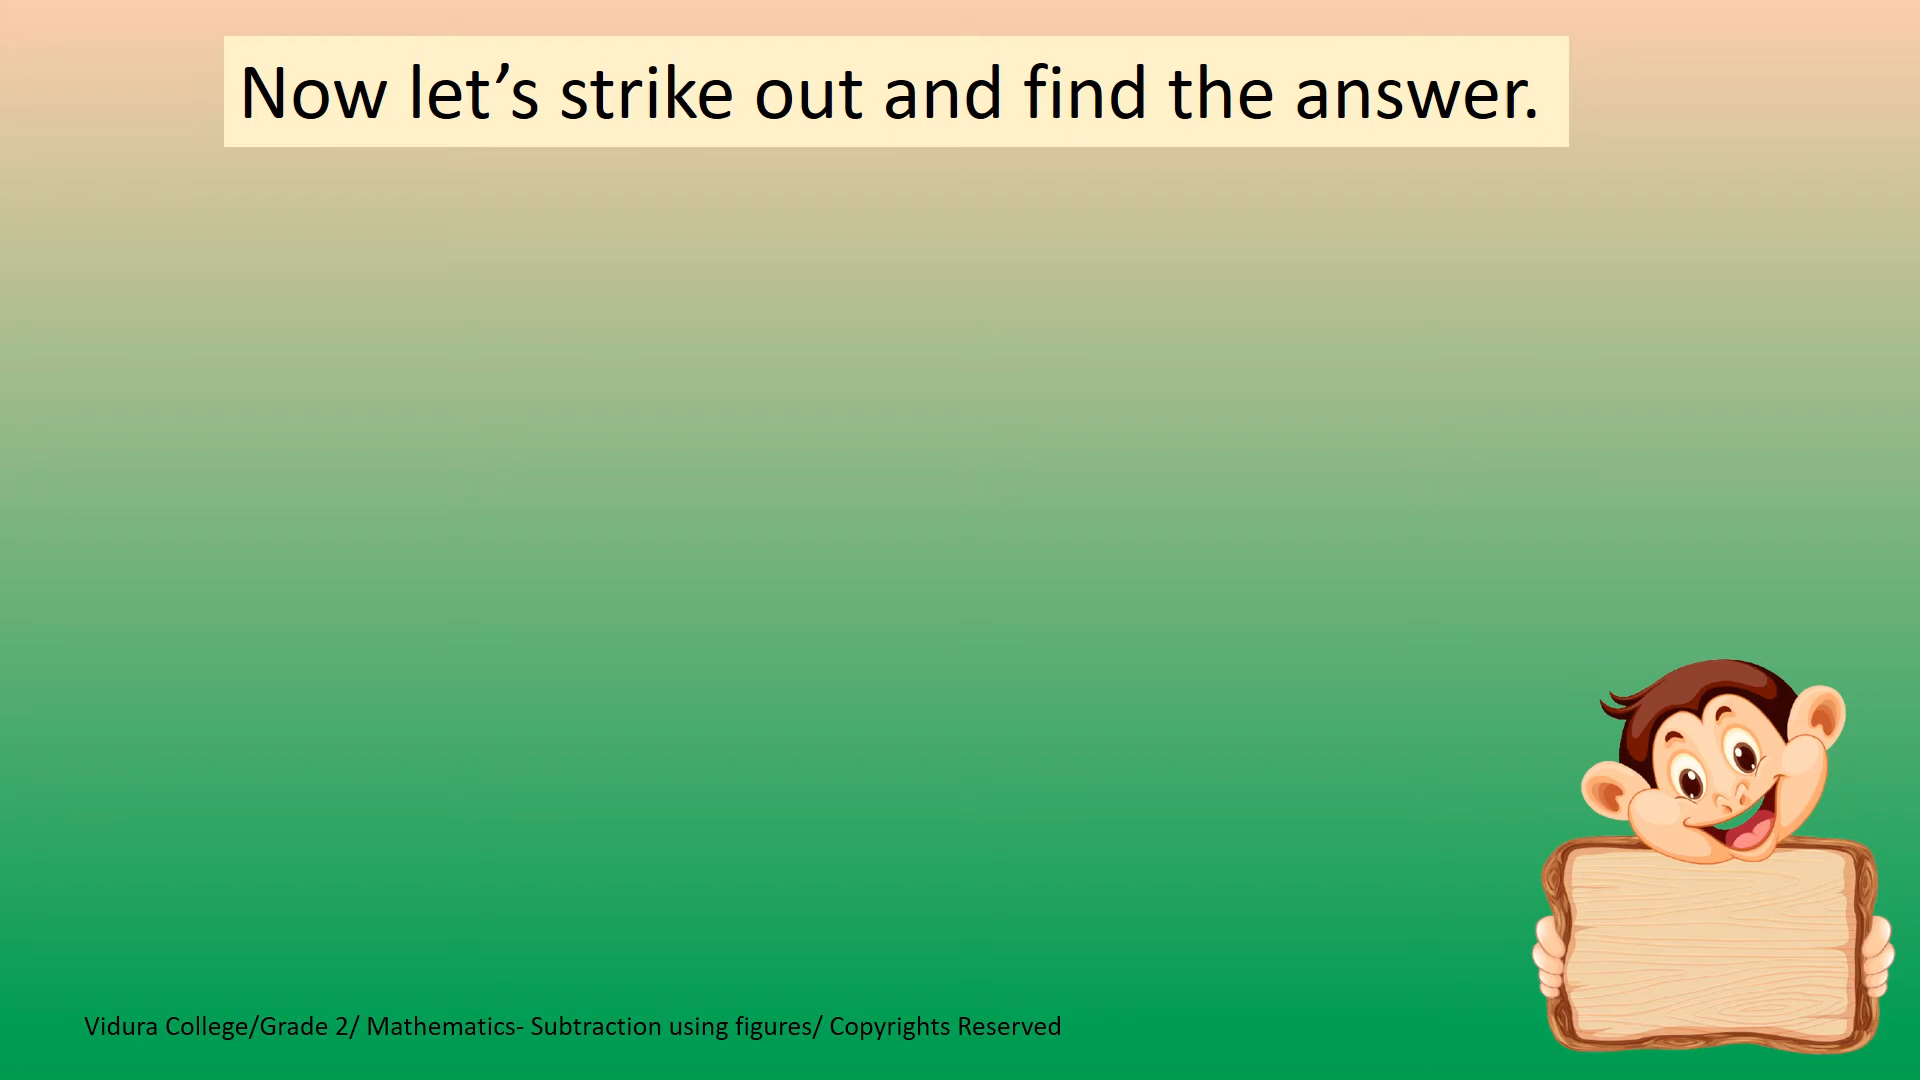 Now let’s strike out and find the answer.
Vidura College/Grade 2/ Mathematics- Subtraction using figures/ Copyrights Reserved